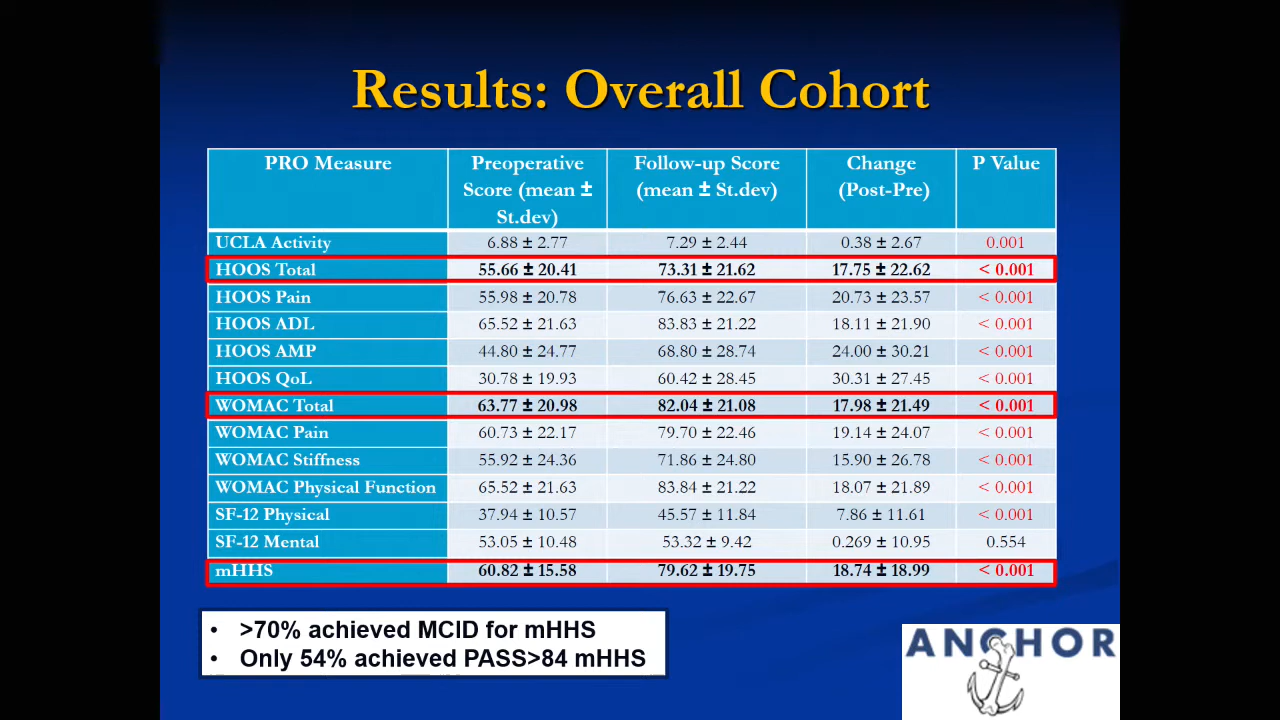 Results: Overall Cohort
PRO Measure
Preoperative
Score (mean ±
St.dev)
Follow-up Score
(mean ± St.dev)
Change
(Post-Pre)
P Value
UCLA Activity 6.88 ± 2.77 7.29 ± 2.44 0.38 ± 2.67 0.001
HOOS Total 55.66 ± 20.41 73.31 ± 21.62 17.75 ± 22.62 < 0.001
HOOS Pain 55.98 ± 20.78 76.63 ± 22.67 20.73 ± 23.57 < 0.001
HOOS ADL 65.52 ± 21.63 83.83 ± 21.22 18.11 ± 21.90 < 0.001
HOOS AMP 44.80 ± 24.77 68.80 ± 28.74 24.00 ± 30.21 < 0.001
HOOS QoL 30.78 ± 19.93 60.42 ± 28.45 30.31 ± 27.45 < 0.001
WOMAC Total 63.77 ± 20.98 82.04 ± 21.08 17.98 ± 21.49 < 0.001
WOMAC Pain 60.73 ± 22.17 79.70 ± 22.46 19.14 ± 24.07 < 0.001
WOMAC Stiffness 55.92 ± 24.36 71.86 ± 24.80 15.90 ± 26.78 < 0.001
WOMAC Physical Function 65.52 ± 21.63 83.84 ± 21.22 18.07 ± 21.89 < 0.001
SF-12 Physical 37.94 ± 10.57 45.57 ± 11.84 7.86 ± 11.61 < 0.001
SF-12 Mental 53.05 ± 10.48 53.32 ± 9.42 0.269 ± 10.95 0.554
mHHS 60.82 ± 15.58 79.62 ± 19.75 18.74 ± 18.99 < 0.001
• >70% achieved MCID for mHHS
• Only 54% achieved PASS>84 mHHS
ANCHOR